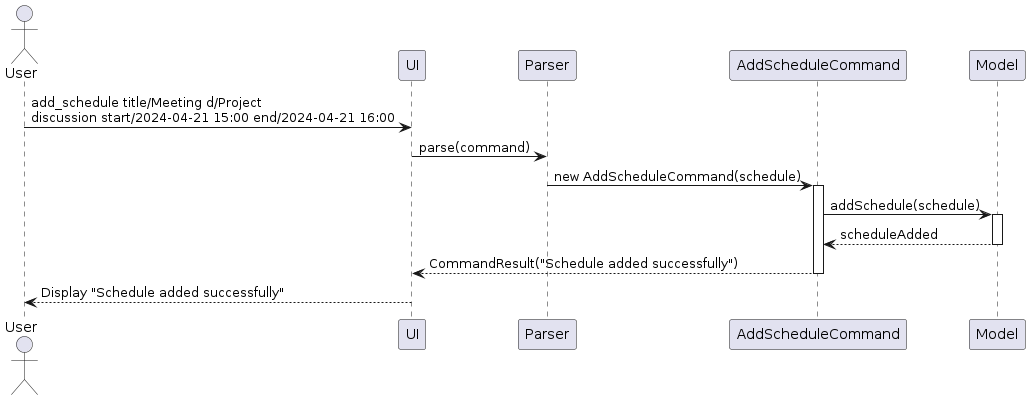 User
UI
Parser
AddScheduleCommand
Model
add_schedule title/Meeting d/Project
discussion start/2024-04-21 15:00 end/2024-04-21 16:00
parse(command)
new AddScheduleCommand(schedule)
addSchedule(schedule)
scheduleAdded
CommandResult("Schedule added successfully")
Display "Schedule added successfully"
User
UI
Parser
AddScheduleCommand
Model